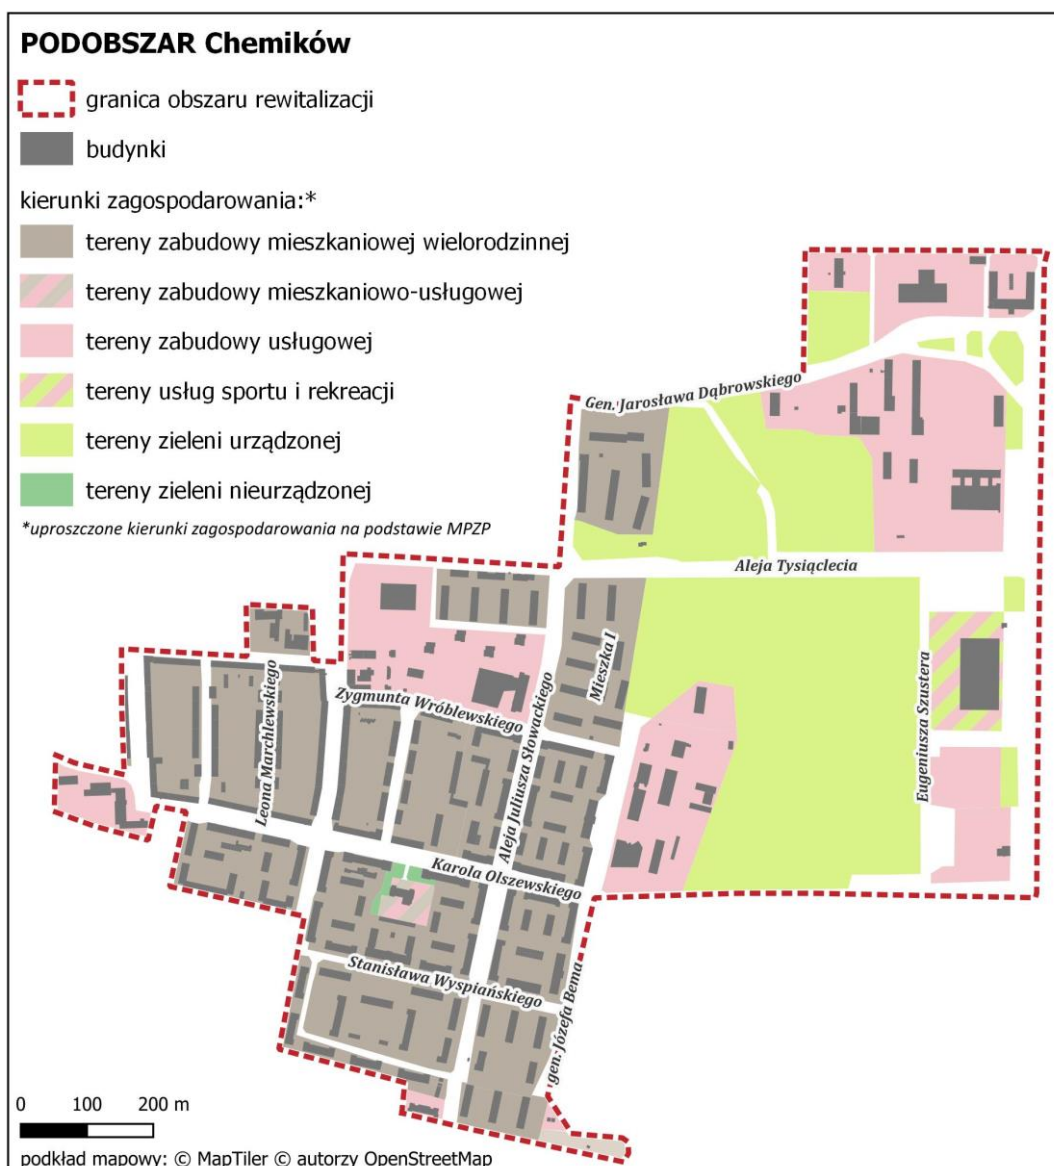 PODOBSZAR Chemików
granica obszaru rewitalizacji
budynki
kierunki zagospodarowania:*
tereny zabudowy mieszkaniowej wielorodzinnej
tereny zabudowy mieszkaniowo-usługowej
tereny zabudowy usługowej
tereny usług sportu i rekreacji
tereny zieleni urządzonej
tereny zieleni nieurządzonej
*uproszczone kierunki zagospodarowania na podstawie MPZP
Gen. Jarosława Dąbrowskiego
Aleja Tysiąclecia
Mieszka I
Zygmunta Wróblewskiego
Leona Marchlewskiego
Aleja Juliusza Słowackiego
Eugeniusza Szustera
Karola Olszewskiego
Stanisława Wyspiańskiego
gen. Józefa Bema
0 100 200 m
podkład mapowy: © MapTiler © autorzy OpenStreetMap